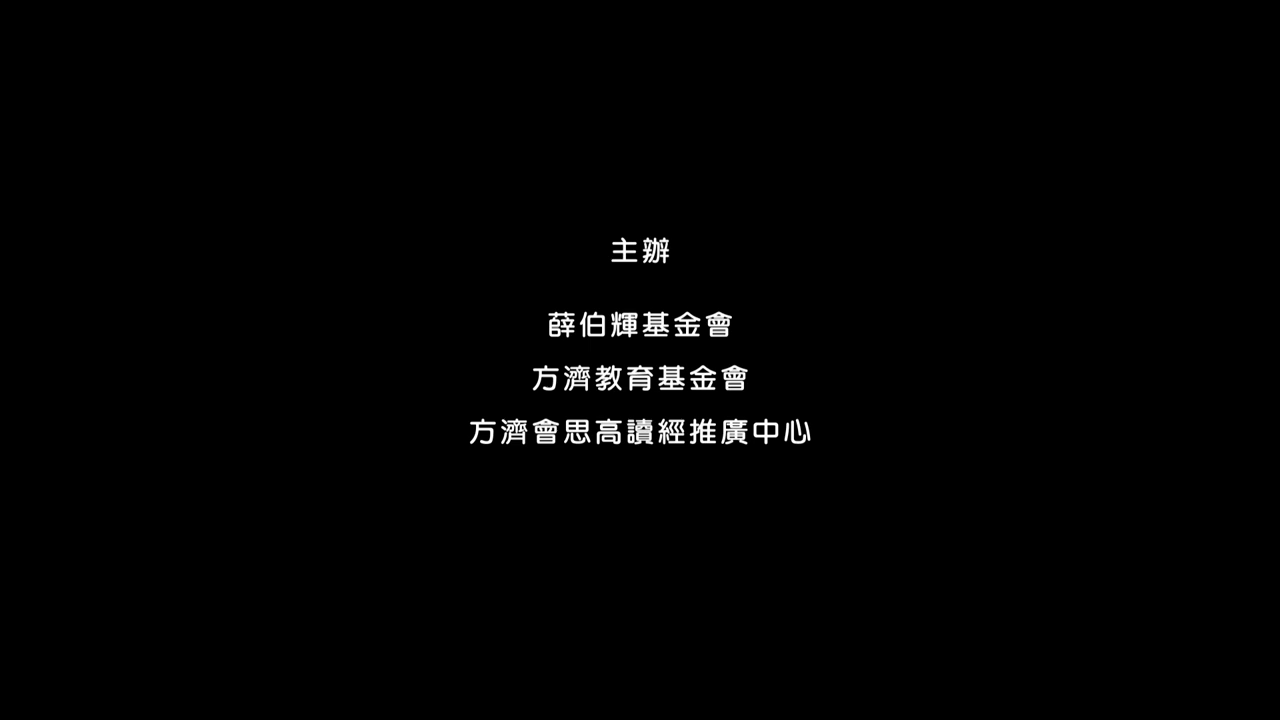 主辦
薛伯輝基金會
方濟教育基金會
方濟會思高讀經推廣中心